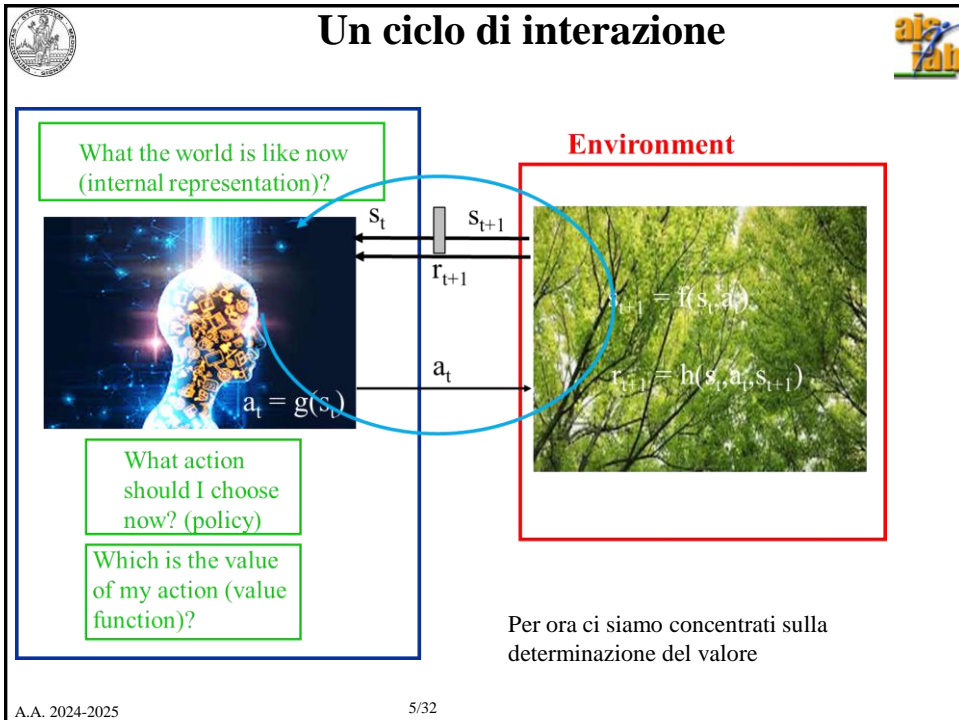 Un ciclo di interazione
ais
lab
What the world is like now
(internal representation)?
Environment
sₜ
sₜ₊₁
rₜ₊₁
sₜ₊₁ = f(sₜ,aₜ)
aₜ
rₜ₊₁ = h(sₜ,aₜ,sₜ₊₁)
aₜ = g(sₜ)
What action
should I choose
now? (policy)
Which is the value
of my action (value
function)?
Per ora ci siamo concentrati sulla
determinazione del valore
A.A. 2024-2025
5/32